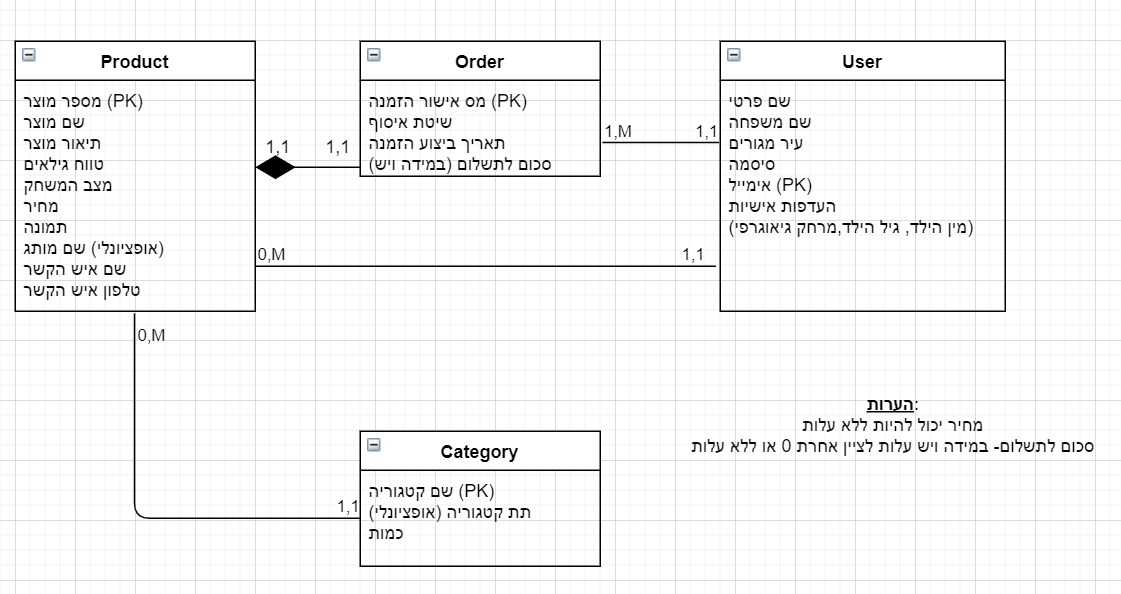 Product
מספר מוצר (PK)
שם מוצר
תיאור מוצר
טווח גילאים
מצב המשחק
מחיר
תמונה
שם מותג (אופציונלי)
שם איש הקשר
טלפון איש הקשר
1,1
1,1
Order
מס אישור הזמנה (PK)
שיטת איסוף
תאריך ביצוע הזמנה
סכום לתשלום (במידה ויש)
1,M
1,1
User
שם פרטי
שם משפחה
עיר מגורים
סיסמה
אימייל (PK)
העדפות אישיות
(מין הילד, גיל הילד,מרחק גיאוגרפי)
0,M
1,1
0,M
1,1
Category
שם קטגוריה (PK)
תת קטגוריה (אופציונלי)
כמות
הערות:
מחיר יכול להיות ללא עלות
סכום לתשלום- במידה ויש עלות לציין אחרת 0 או ללא עלות